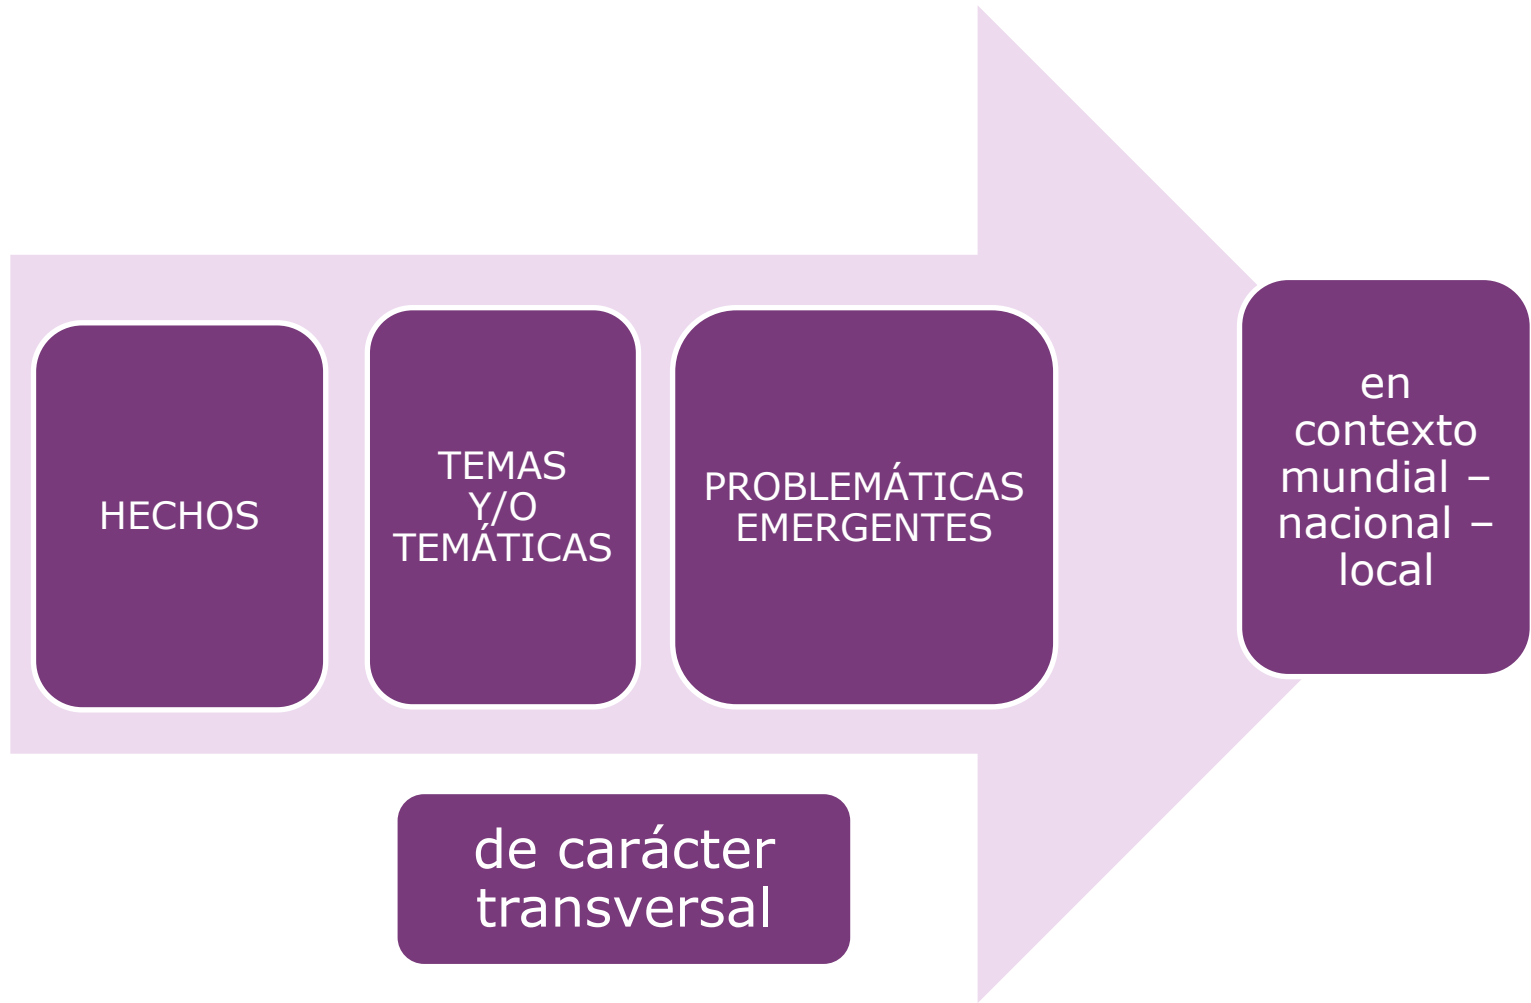 HECHOS
TEMAS
Y/O
TEMÁTICAS
PROBLEMÁTICAS
EMERGENTES
en
contexto
mundial –
nacional –
local
de carácter
transversal